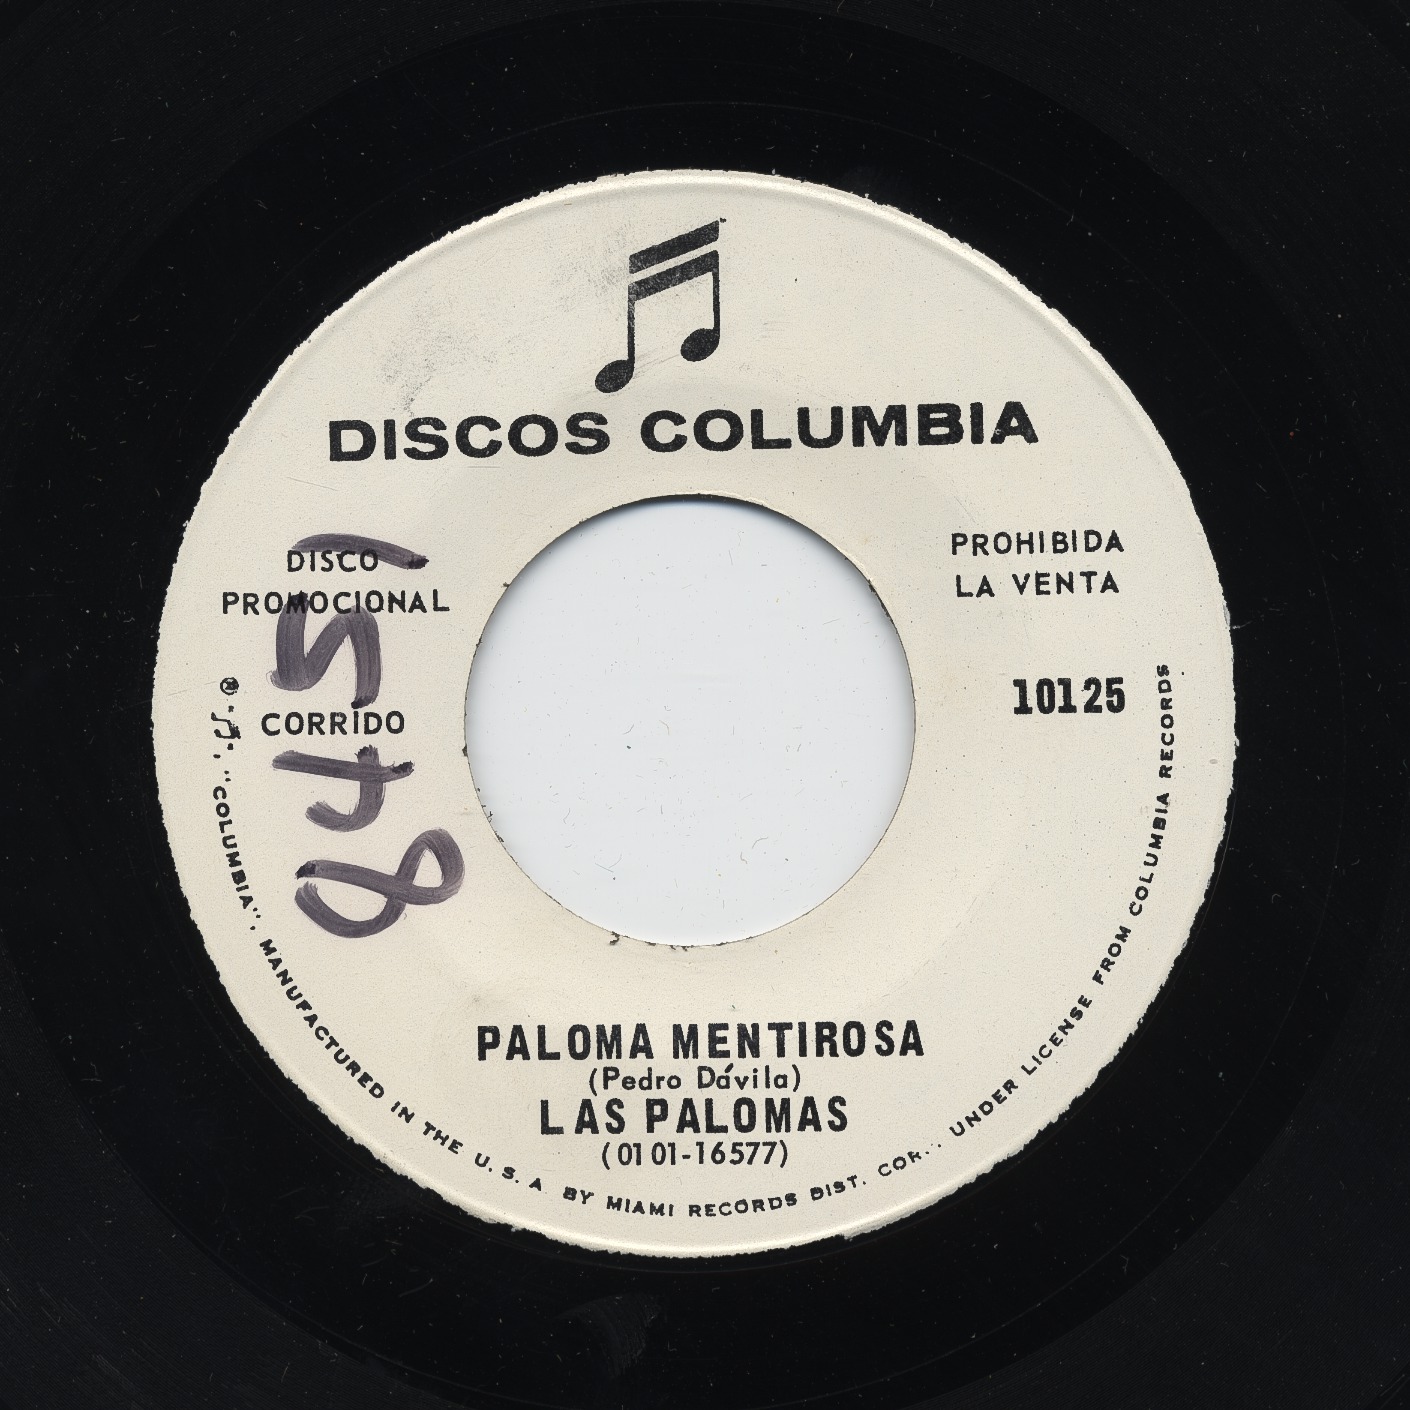 DISCOS COLUMBIA
DISCO
PROMOCIONAL
PROHIBIDA
LA VENTA
CORRIDO
10125
8451
PALOMA MENTIROSA
(Pedro Dávila)
LAS PALOMAS
(0101-16577)
® "♫", "COLUMBIA", MANUFACTURED IN THE U. S. A. BY MIAMI RECORDS DIST. COR., UNDER LICENSE FROM COLUMBIA RECORDS